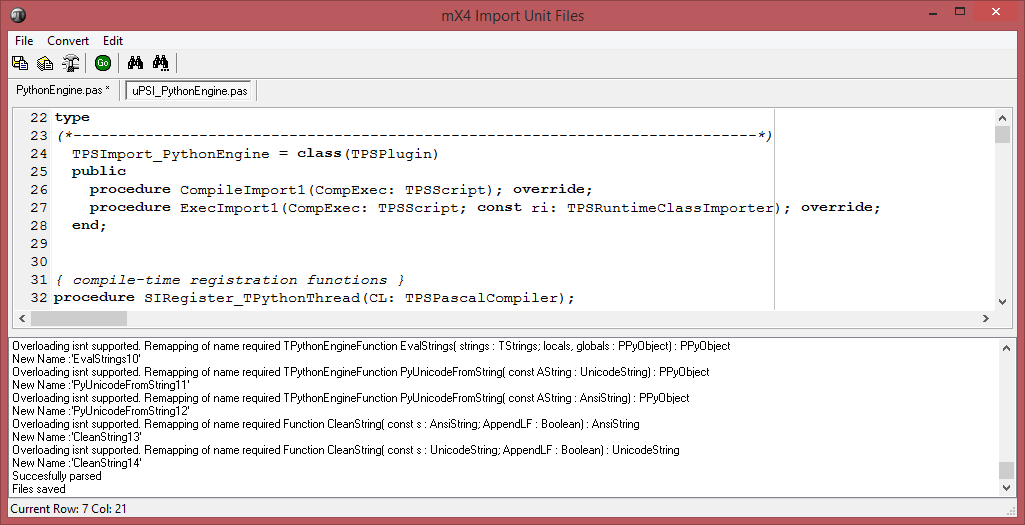 mX4 Import Unit Files
File Convert Edit
Go
PythonEngine.pas * uPSI_PythonEngine.pas
22 type
23 (*----------------------------------------------------------------------------*)
24 TPSImport_PythonEngine = class(TPSPlugin)
25 public
26 procedure CompileImport1(CompExec: TPSScript); override;
27 procedure ExecImport1(CompExec: TPSScript; const ri: TPSRuntimeClassImporter); override;
28 end;
29
30
31 { compile-time registration functions }
32 procedure SIRegister_TPythonThread(CL: TPSPascalCompiler);
Overloading isnt supported. Remapping of name required TPythonEngineFunction EvalStrings( strings : TStrings; locals, globals : PPyObject) : PPyObject
New Name :'EvalStrings10'
Overloading isnt supported. Remapping of name required TPythonEngineFunction PyUnicodeFromString( const AString : UnicodeString) : PPyObject
New Name :'PyUnicodeFromString11'
Overloading isnt supported. Remapping of name required TPythonEngineFunction PyUnicodeFromString( const AString : AnsiString) : PPyObject
New Name :'PyUnicodeFromString12'
Overloading isnt supported. Remapping of name required Function CleanString( const s : AnsiString; AppendLF : Boolean) : AnsiString
New Name :'CleanString13'
Overloading isnt supported. Remapping of name required Function CleanString( const s : UnicodeString; AppendLF : Boolean) : UnicodeString
New Name :'CleanString14'
Succesfully parsed
Files saved
Current Row: 7 Col: 21